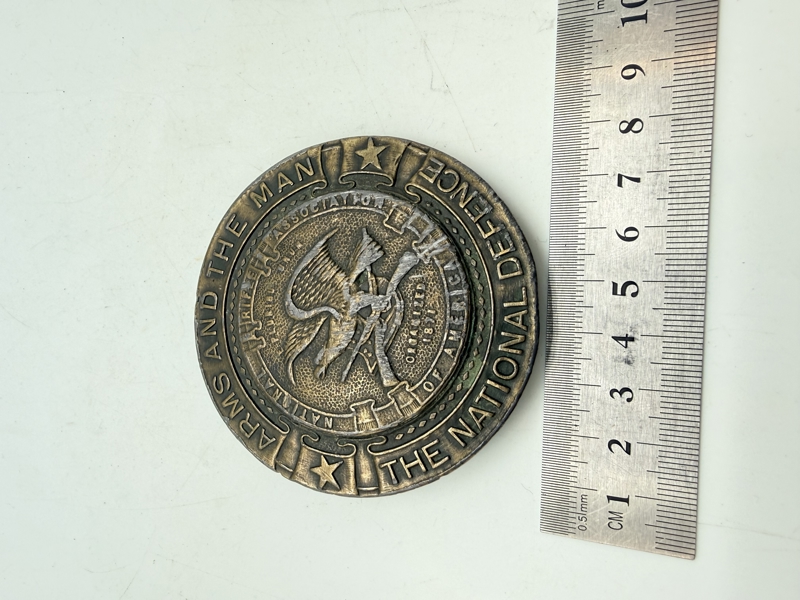 ARMS AND THE MAN
THE NATIONAL DEFENCE
NATIONAL RIFLE ASSOCIATION
OF AMERICA
ORGANIZED
1871
CM 1 2 3 4 5 6 7 8 9 10
0.5mm